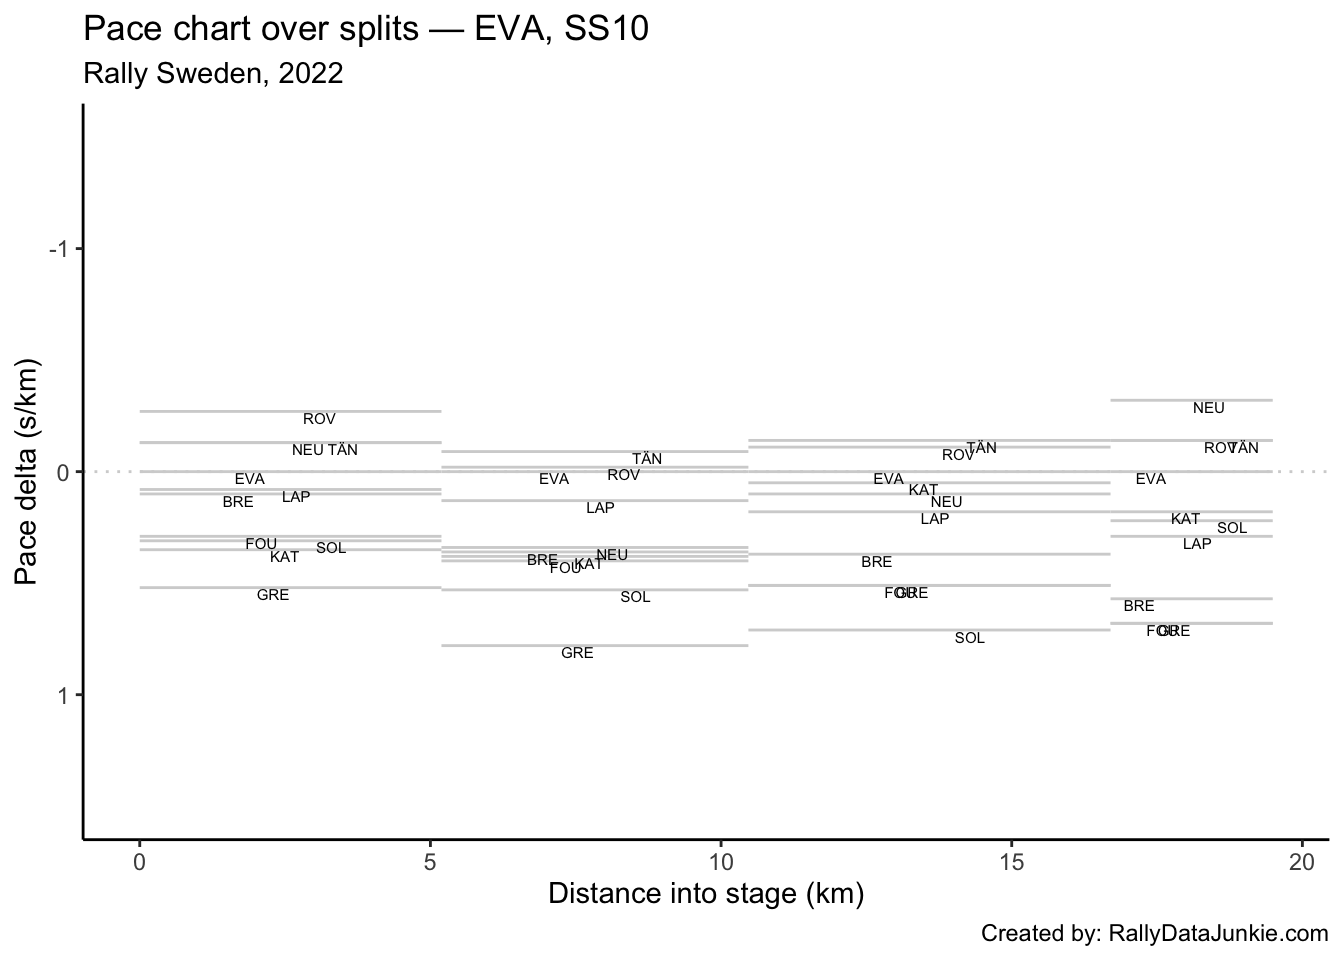 Pace chart over splits — EVA, SS10
Rally Sweden, 2022
Pace delta (s/km)
-1
0
1
ROV
NEU TÄN
EVA
LAP
BRE
FOU
SOL
KAT
GRE
TÄN
ROV
EVA
LAP
NEU
BRE
KAT
FOU
SOL
GRE
TÄN
ROV
EVA
KAT
NEU
LAP
BRE
FOU
GRE
SOL
NEU
ROV
TÄN
EVA
KAT
SOL
LAP
BRE
FOU
GRE
0 5 10 15 20
Distance into stage (km)
Created by: RallyDataJunkie.com